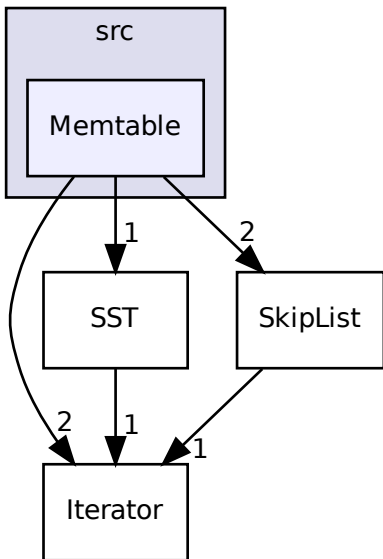 src
Memtable
1
2
SST
SkipList
2
1
1
Iterator